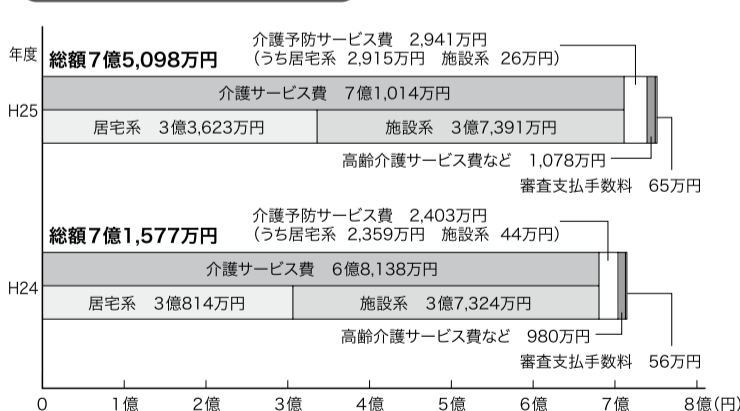 年度
総額7億5,098万円
介護予防サービス費 2,941万円
(うち居宅系 2,915万円 施設系 26万円)
H25
介護サービス費 7億1,014万円
居宅系 3億3,623万円
施設系 3億7,391万円
高齢介護サービス費など 1,078万円
審査支払手数料 65万円
総額7億1,577万円
介護予防サービス費 2,403万円
(うち居宅系 2,359万円 施設系 44万円)
H24
介護サービス費 6億8,138万円
居宅系 3億814万円
施設系 3億7,324万円
高齢介護サービス費など 980万円
審査支払手数料 56万円
0 1億 2億 3億 4億 5億 6億 7億 8億(円)